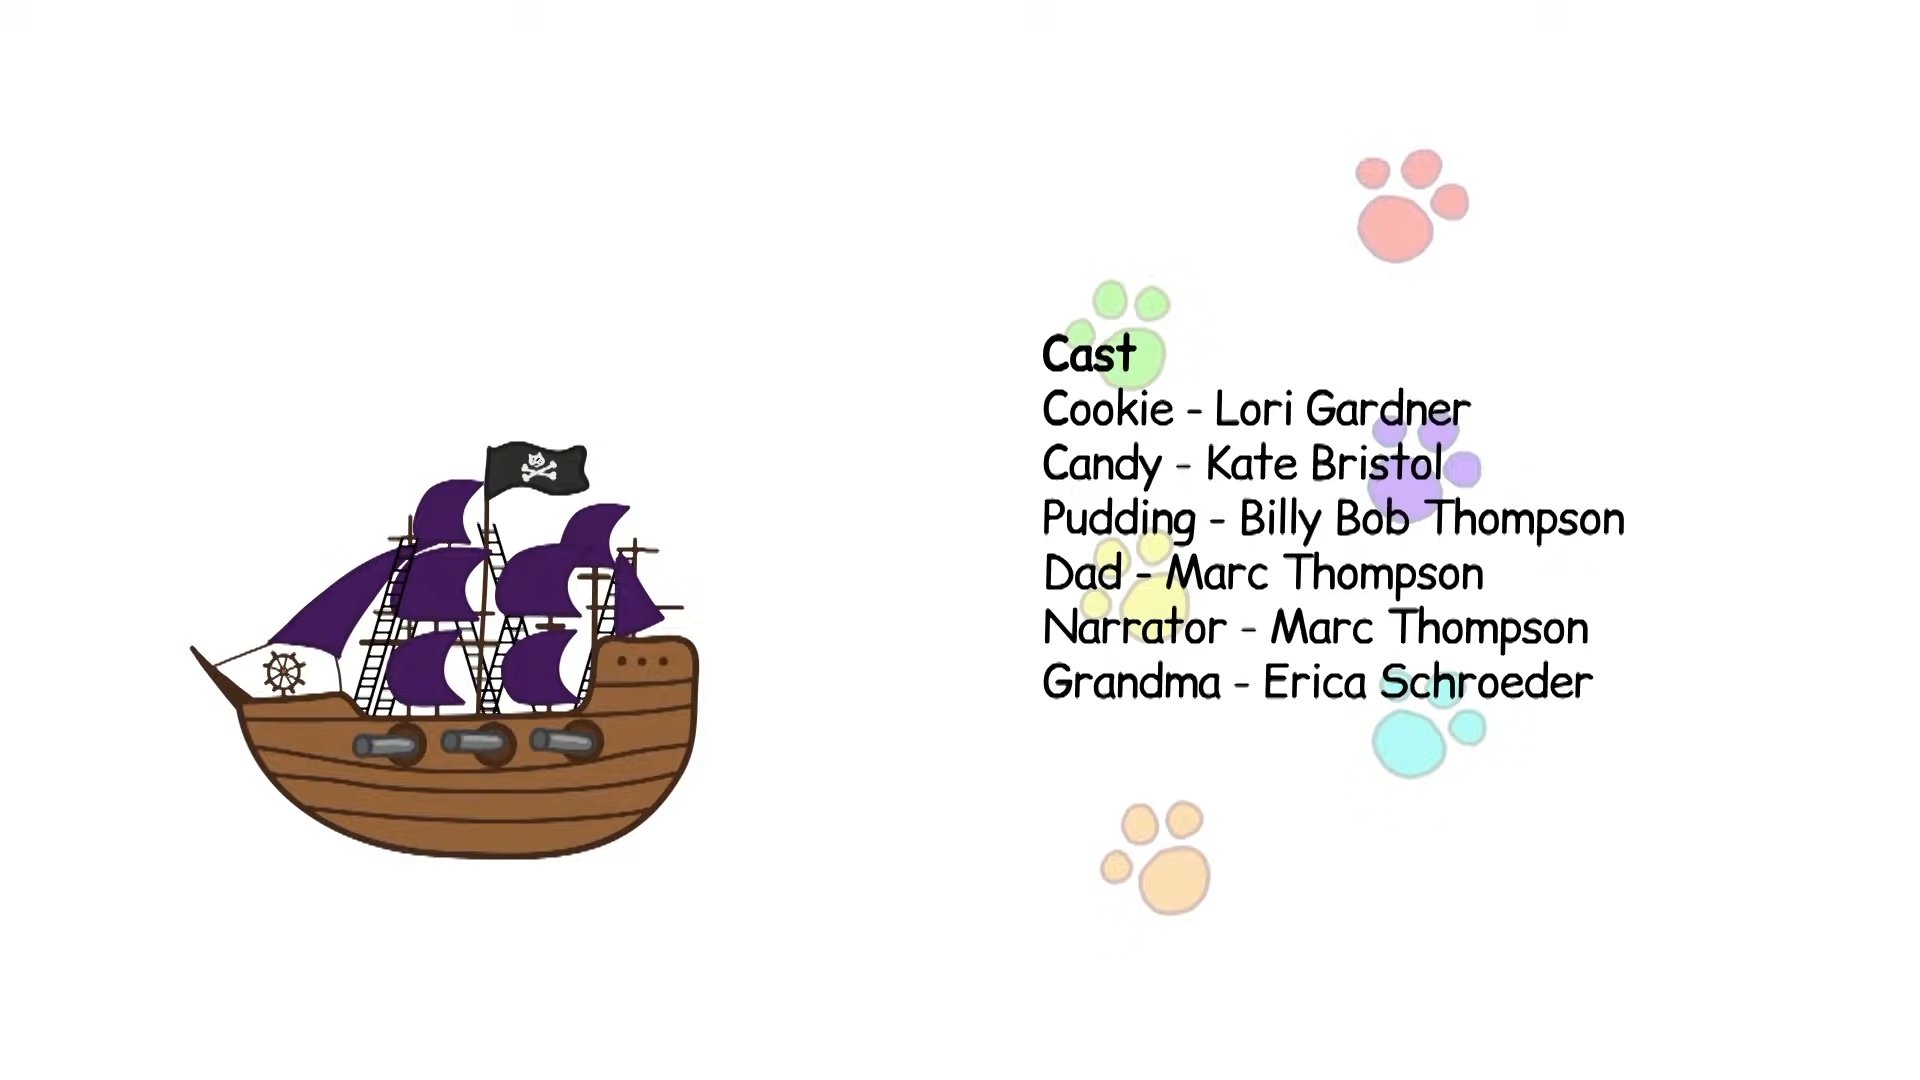 Cast
Cookie - Lori Gardner
Candy - Kate Bristol
Pudding - Billy Bob Thompson
Dad - Marc Thompson
Narrator - Marc Thompson
Grandma - Erica Schroeder